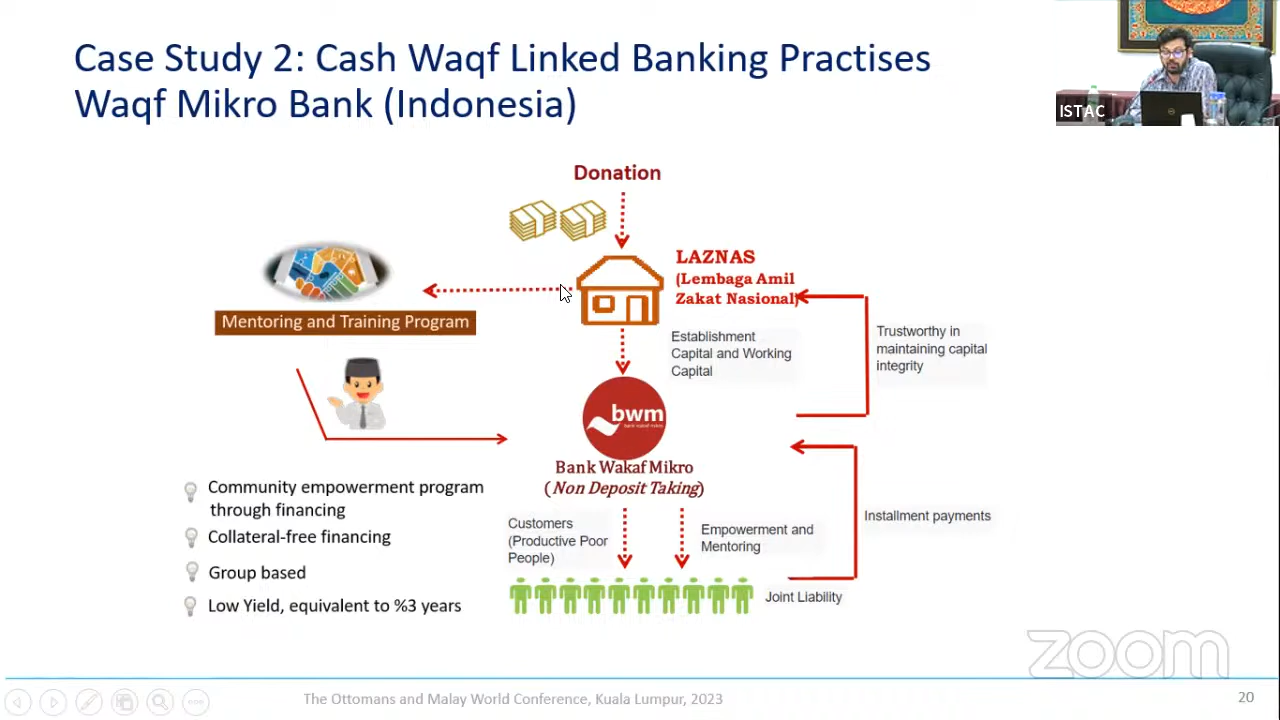 Case Study 2: Cash Waqf Linked Banking Practises
Waqf Mikro Bank (Indonesia)
ISTAC
Donation
LAZNAS
(Lembaga Amil
Zakat Nasional)
Mentoring and Training Program
Establishment
Capital and Working
Capital
Trustworthy in
maintaining capital
integrity
bwm
Bank Wakaf Mikro
(Non Deposit Taking)
Community empowerment program
through financing
Collateral-free financing
Group based
Low Yield, equivalent to %3 years
Customers
(Productive Poor
People)
Empowerment and
Mentoring
Installment payments
Joint Liability
zoom
The Ottomans and Malay World Conference, Kuala Lumpur, 2023
20